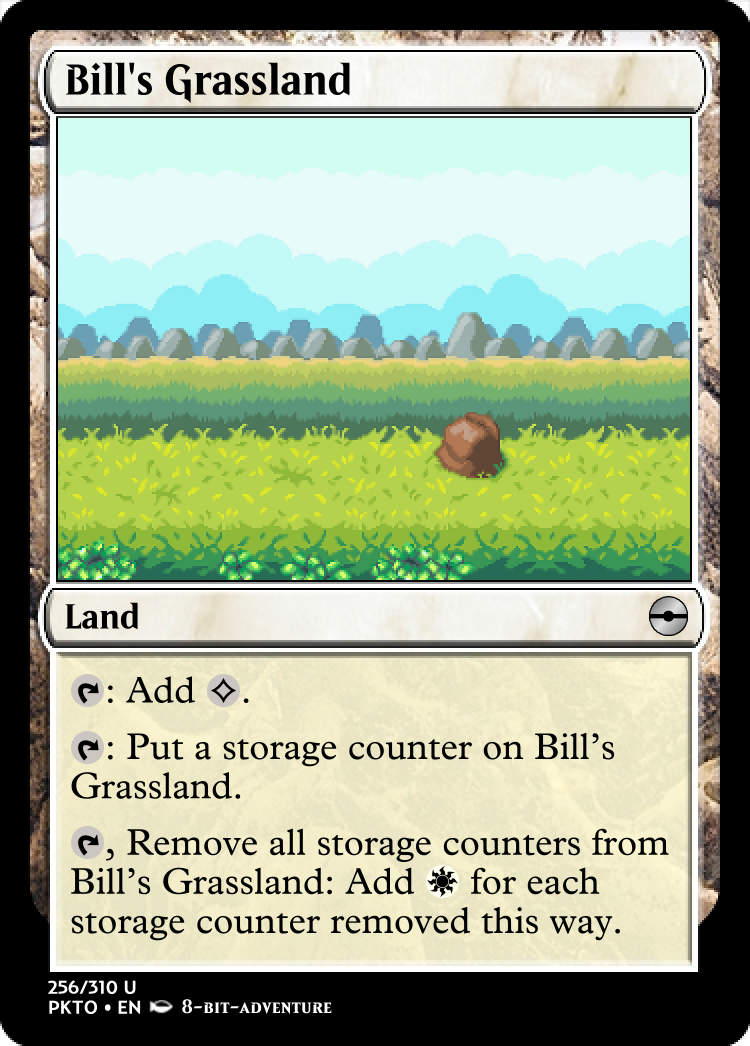 Bill's Grassland
Land
: Add .
: Put a storage counter on Bill’s
Grassland.
, Remove all storage counters from
Bill’s Grassland: Add for each
storage counter removed this way.
256/310 U
PKTO • EN 8-BIT-ADVENTURE